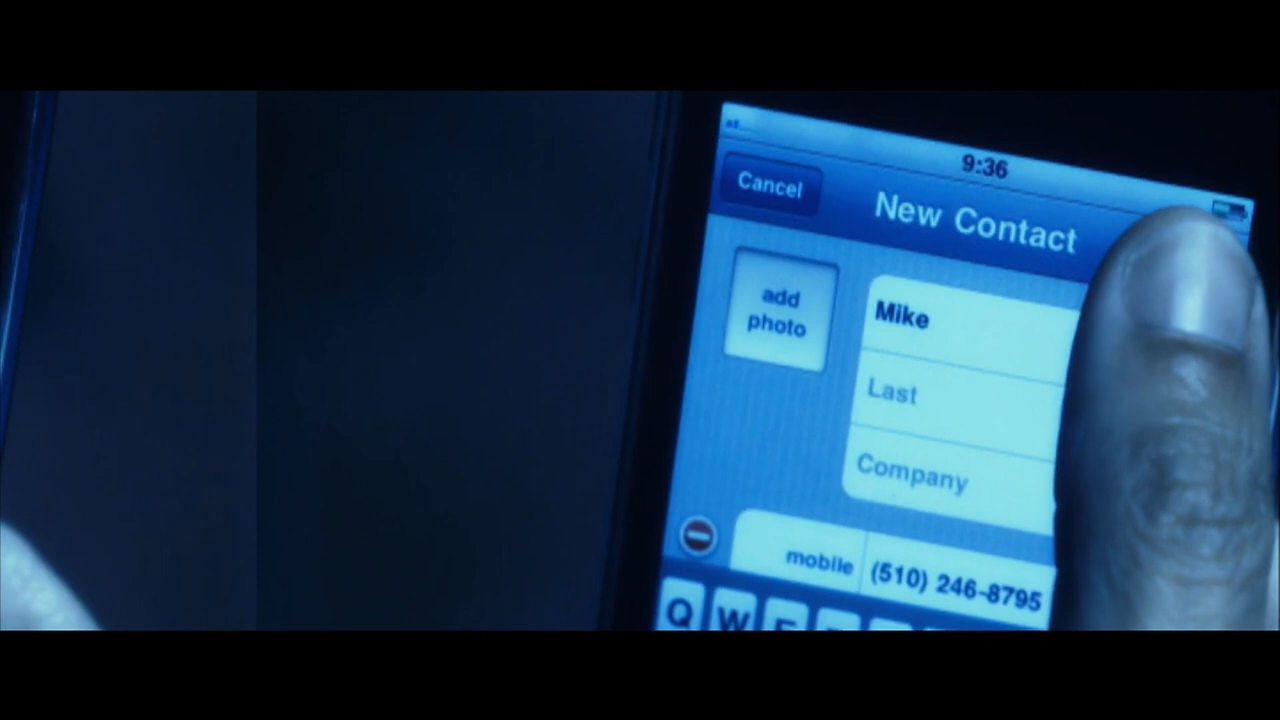 9:36
Cancel
New Contact
add
photo
Mike
Last
Company
mobile
(510) 246-8795
Q W E